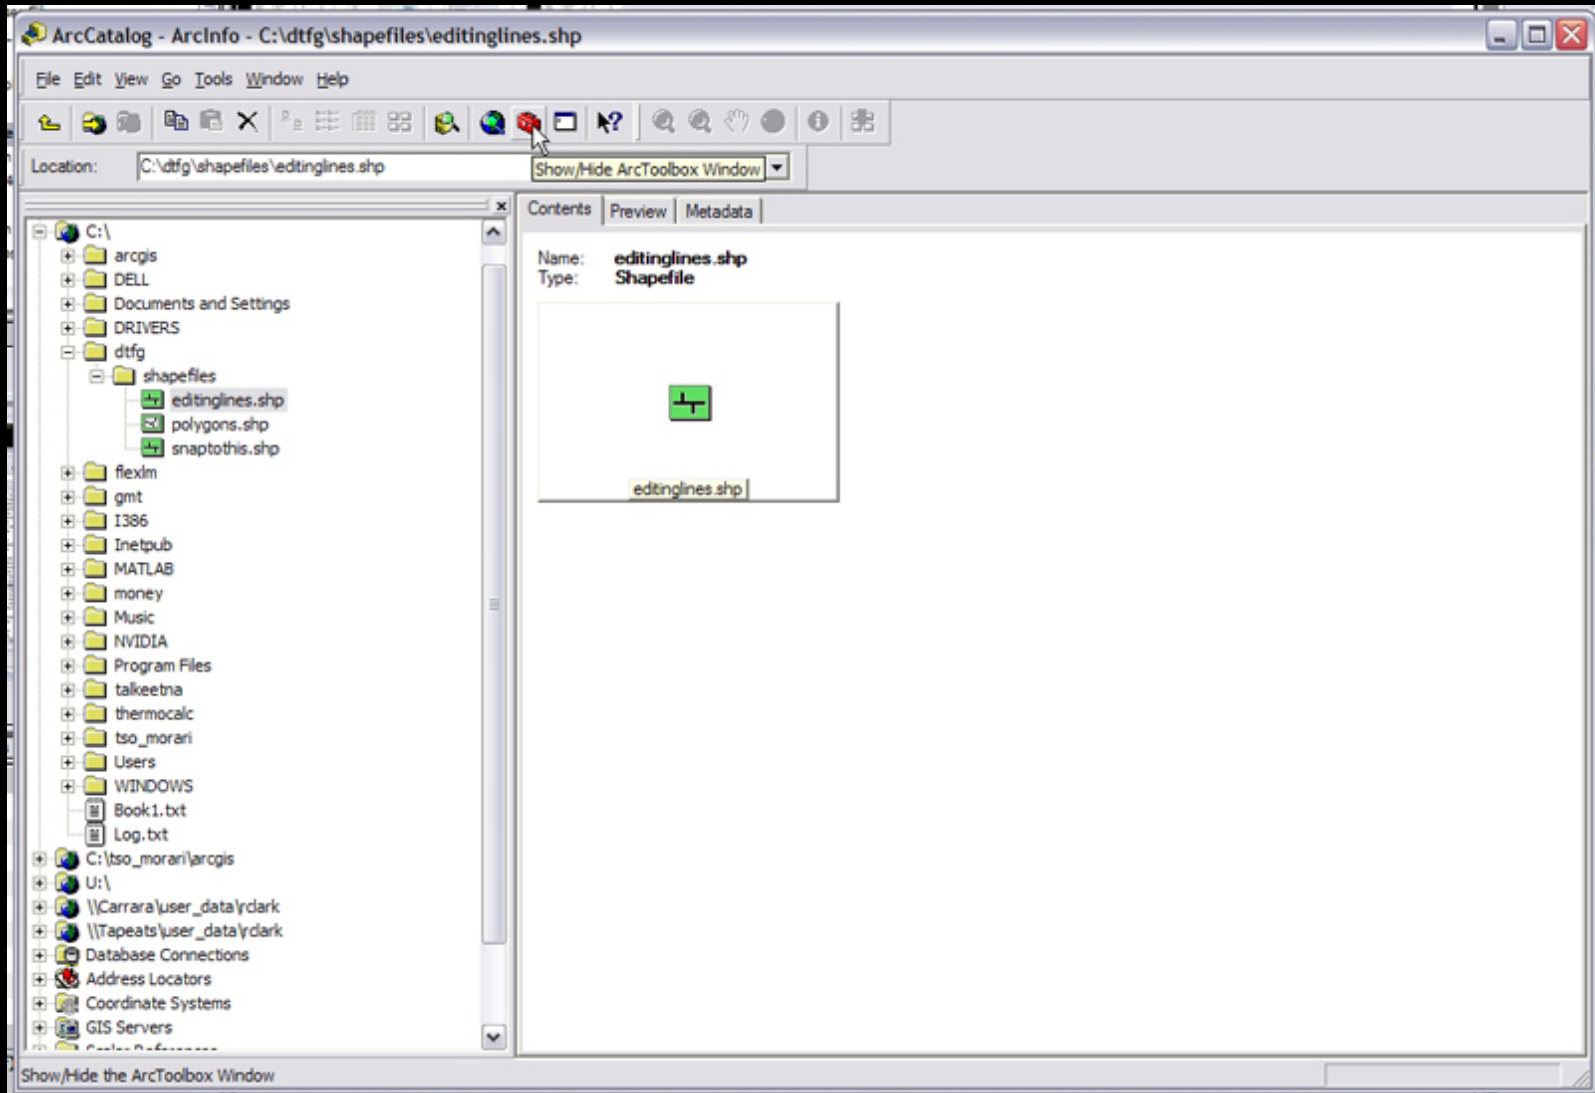 ArcCatalog - ArcInfo - C:\dtfg\shapefiles\editinglines.shp
File Edit View Go Tools Window Help
Location: C:\dtfg\shapefiles\editinglines.shp
Show/Hide ArcToolbox Window
Contents Preview Metadata
Name: editinglines.shp
Type: Shapefile
editinglines.shp
C:\
arcgis
DELL
Documents and Settings
DRIVERS
dtfg
shapefiles
editinglines.shp
polygons.shp
snaptothis.shp
flexlm
gmt
I386
Inetpub
MATLAB
money
Music
NVIDIA
Program Files
talkeetna
thermocalc
tso_morari
Users
WINDOWS
Book1.txt
Log.txt
C:\tso_morari\arcgis
U:\
\\Carrara\user_data\rclark
\\Tapeats\user_data\rclark
Database Connections
Address Locators
Coordinate Systems
GIS Servers
Show/Hide the ArcToolbox Window